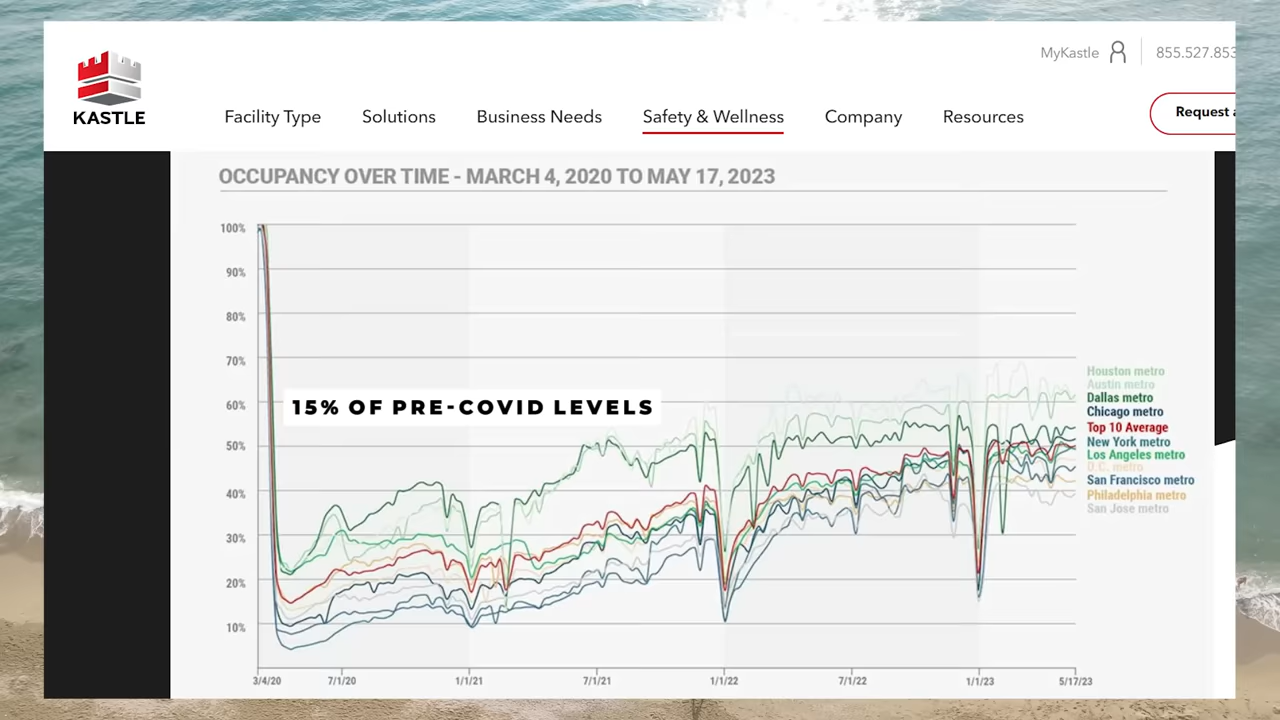 MyKastle
855.527.853
KASTLE
Facility Type
Solutions
Business Needs
Safety & Wellness
Company
Resources
Request a
OCCUPANCY OVER TIME - MARCH 4, 2020 TO MAY 17, 2023
100%
90%
80%
70%
60%
50%
40%
30%
20%
10%
15% OF PRE-COVID LEVELS
Houston metro
Austin metro
Dallas metro
Chicago metro
Top 10 Average
New York metro
Los Angeles metro
D.C. metro
San Francisco metro
Philadelphia metro
San Jose metro
3/4/20
7/1/20
1/1/21
7/1/21
1/1/22
7/1/22
1/1/23
5/17/23